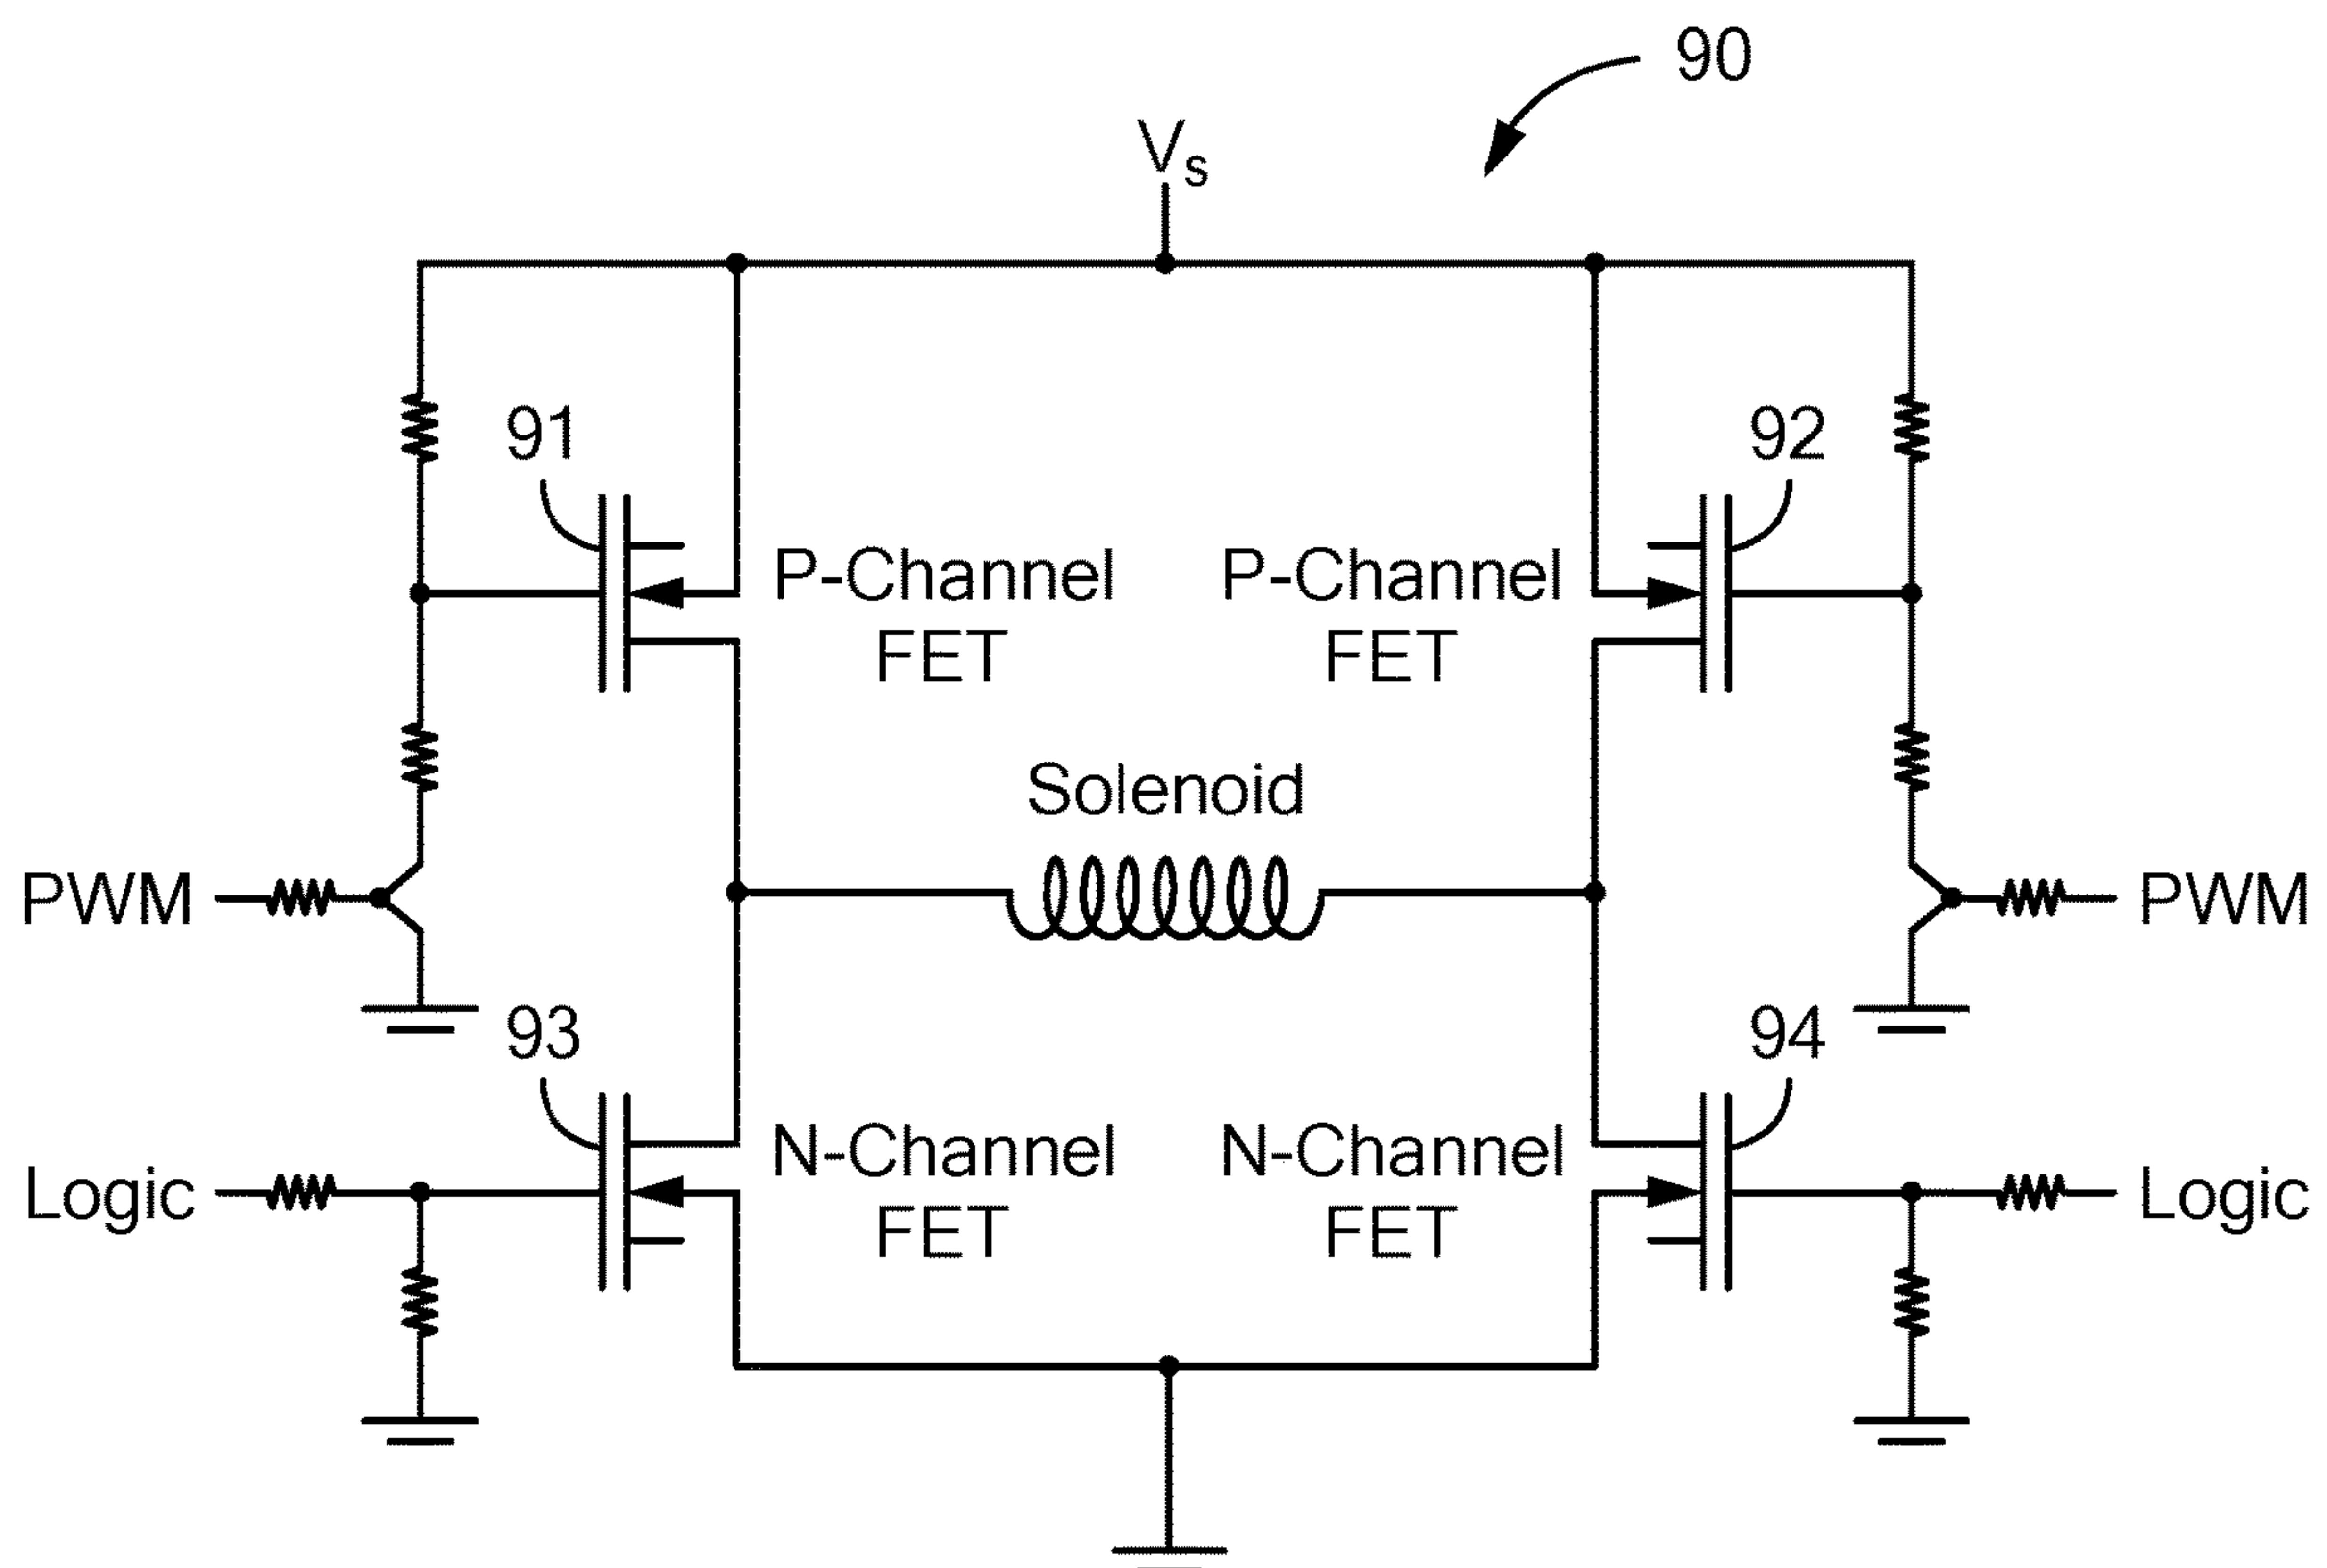 90
Vs
91
92
P-Channel
FET
P-Channel
FET
Solenoid
PWM
PWM
93
94
N-Channel
FET
N-Channel
FET
Logic
Logic